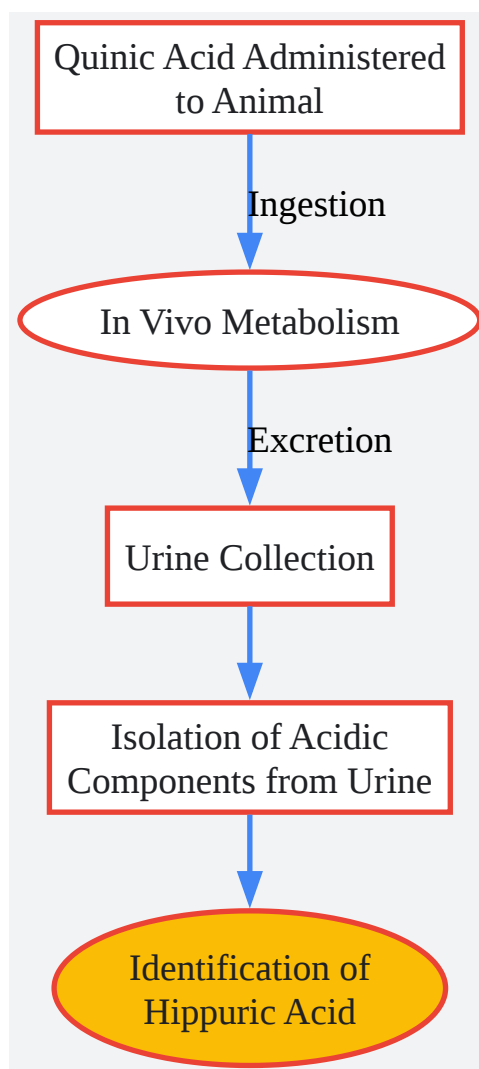 Quinic Acid Administered
to Animal
Ingestion
In Vivo Metabolism
Excretion
Urine Collection
Isolation of Acidic
Components from Urine
Identification of
Hippuric Acid